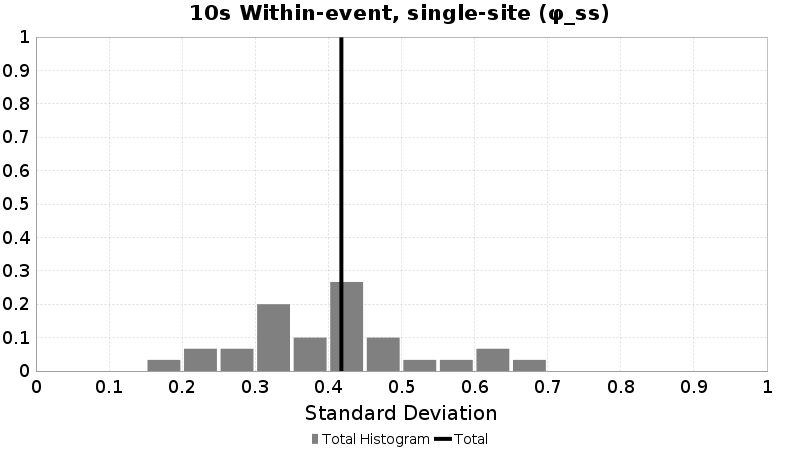 10s Within-event, single-site (φ_ss)
1
0.9
0.8
0.7
0.6
0.5
0.4
0.3
0.2
0.1
0
0 0.1 0.2 0.3 0.4 0.5 0.6 0.7 0.8 0.9 1
Standard Deviation
Total Histogram Total